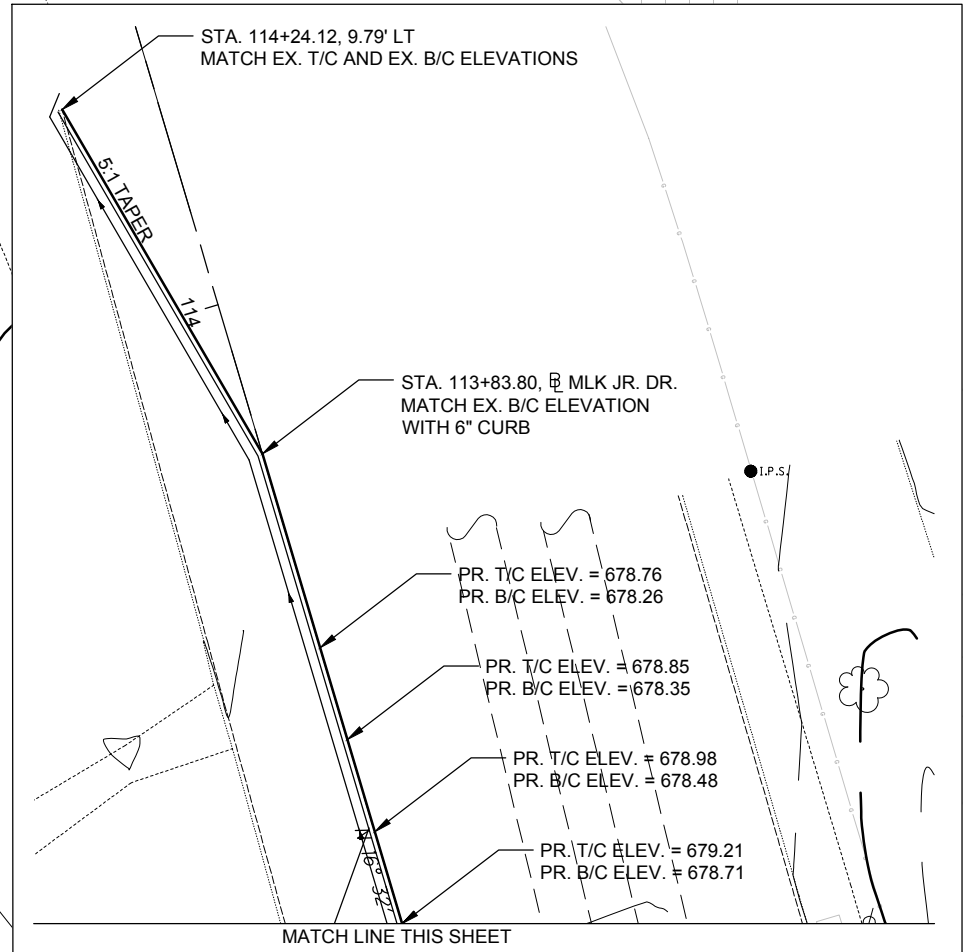 STA. 114+24.12, 9.79' LT
MATCH EX. T/C AND EX. B/C ELEVATIONS
5:1 TAPER
114
STA. 113+83.80, BL MLK JR. DR.
MATCH EX. B/C ELEVATION
WITH 6" CURB
I.P.S.
PR. T/C ELEV. = 678.76
PR. B/C ELEV. = 678.26
PR. T/C ELEV. = 678.85
PR. B/C ELEV. = 678.35
PR. T/C ELEV. = 678.98
PR. B/C ELEV. = 678.48
PR. T/C ELEV. = 679.21
PR. B/C ELEV. = 678.71
N 16° 32'
MATCH LINE THIS SHEET